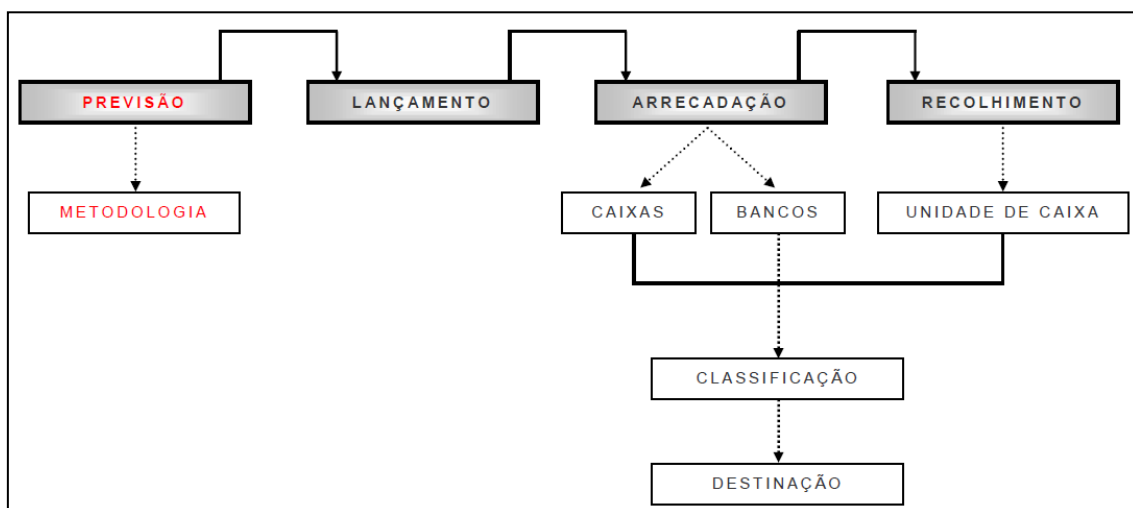 PREVISÃO
LANÇAMENTO
ARRECADAÇÃO
RECOLHIMENTO
METODOLOGIA
CAIXAS
BANCOS
UNIDADE DE CAIXA
CLASSIFICAÇÃO
DESTINAÇÃO